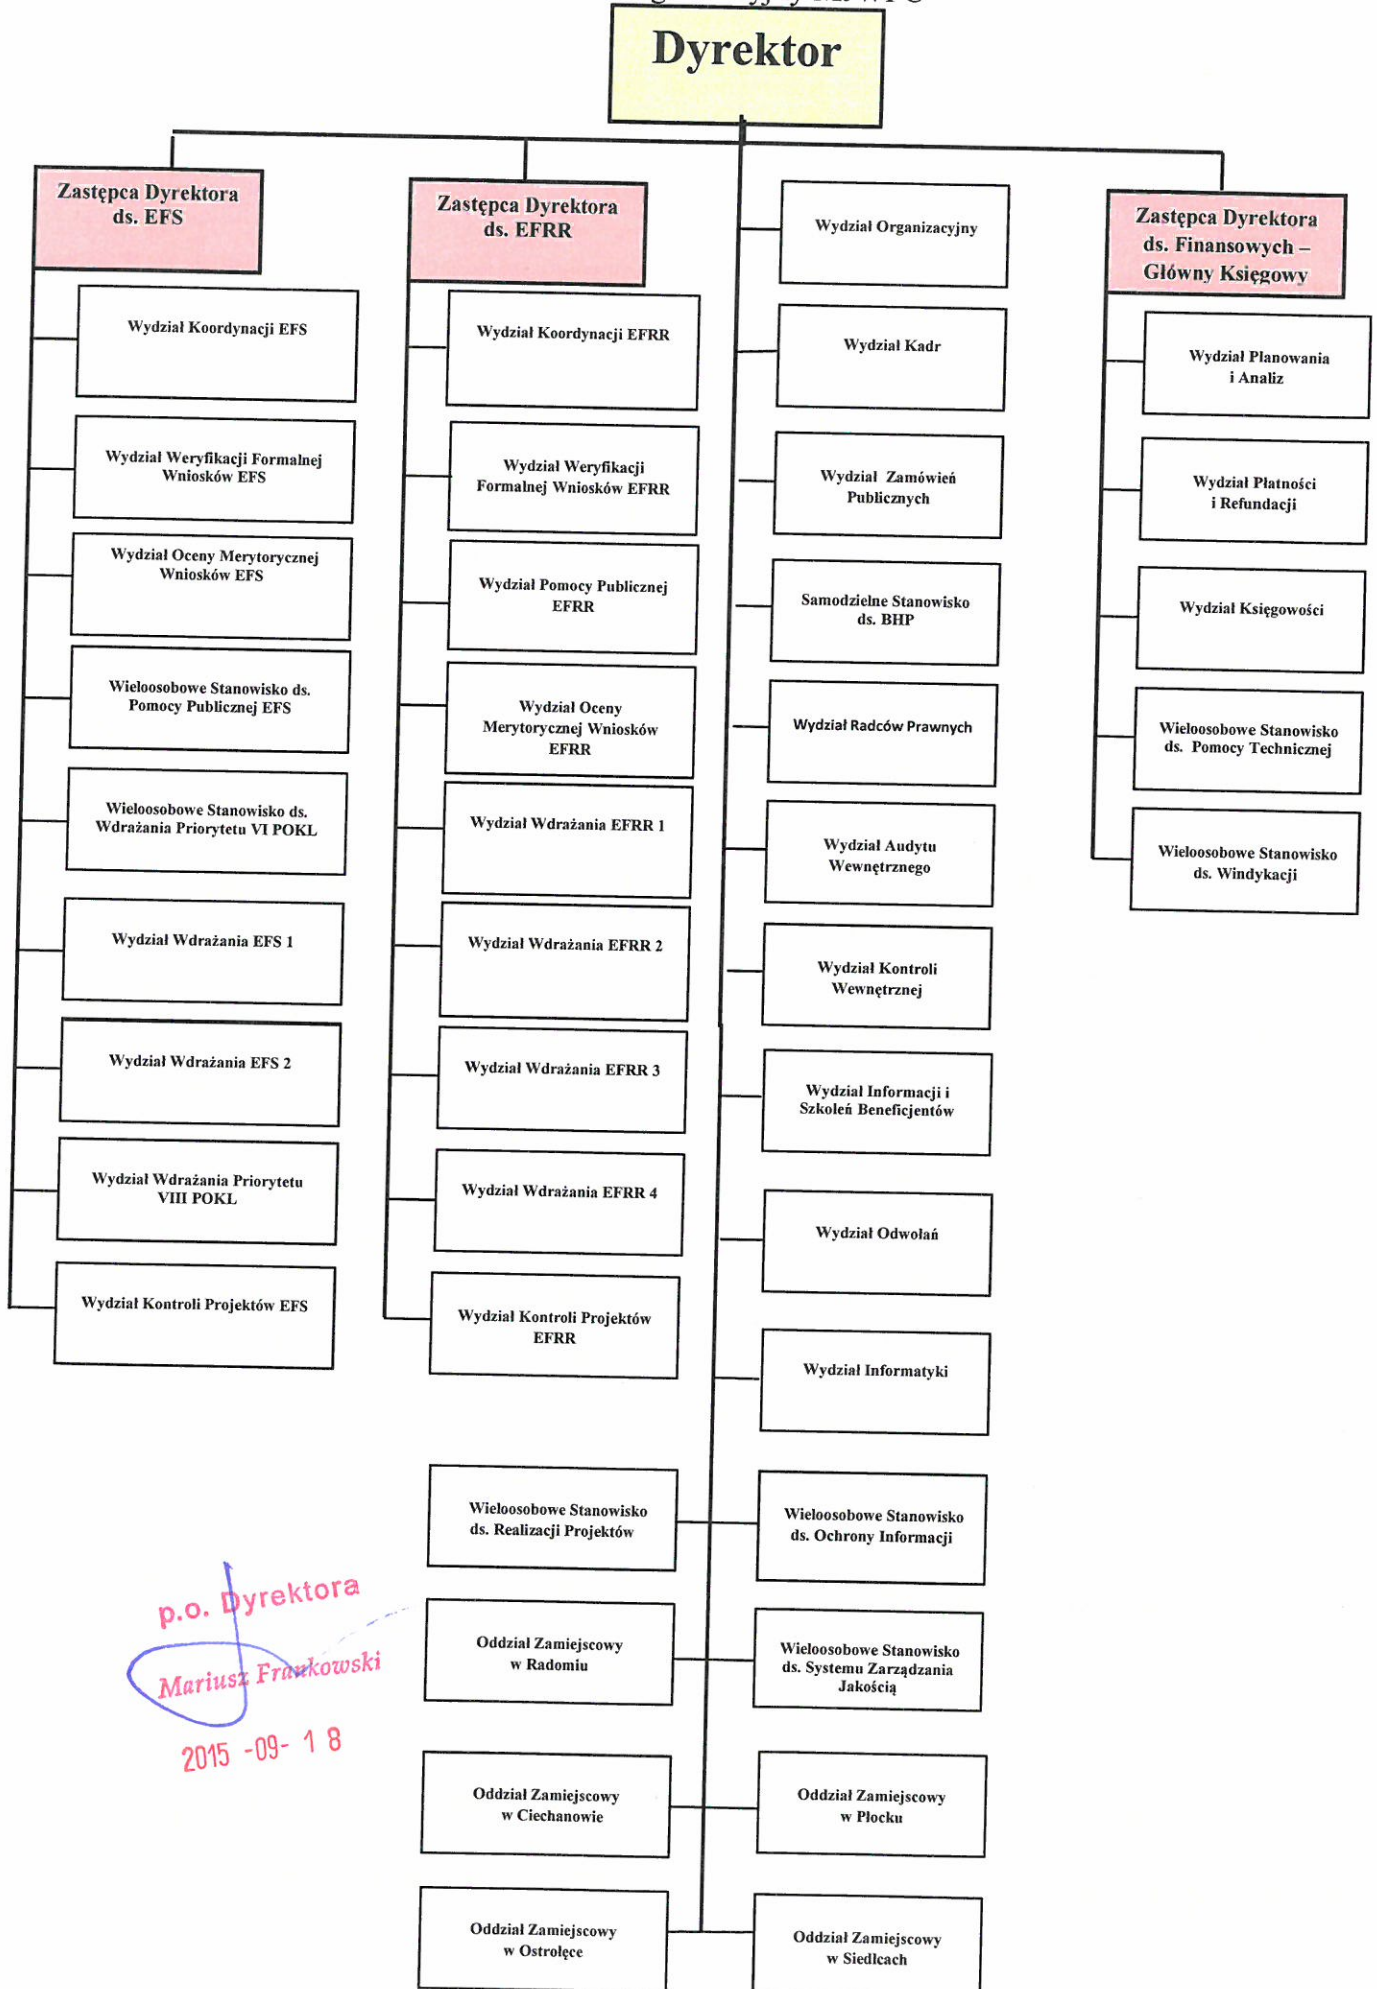 Dyrektor
Zastępca Dyrektora
ds. EFS
Wydział Koordynacji EFS
Wydział Weryfikacji Formalnej
Wniosków EFS
Wydział Oceny Merytorycznej
Wniosków EFS
Wieloosobowe Stanowisko ds.
Pomocy Publicznej EFS
Wieloosobowe Stanowisko ds.
Wdrażania Priorytetu VI POKL
Wydział Wdrażania EFS 1
Wydział Wdrażania EFS 2
Wydział Wdrażania Priorytetu
VIII POKL
Wydział Kontroli Projektów EFS
Zastępca Dyrektora
ds. EFRR
Wydział Koordynacji EFRR
Wydział Weryfikacji
Formalnej Wniosków EFRR
Wydział Pomocy Publicznej
EFRR
Wydział Oceny
Merytorycznej Wniosków
EFRR
Wydział Wdrażania EFRR 1
Wydział Wdrażania EFRR 2
Wydział Wdrażania EFRR 3
Wydział Wdrażania EFRR 4
Wydział Kontroli Projektów
EFRR
Wydział Organizacyjny
Wydział Kadr
Wydział Zamówień
Publicznych
Samodzielne Stanowisko
ds. BHP
Wydział Radców Prawnych
Wydział Audytu
Wewnętrznego
Wydział Kontroli
Wewnętrznej
Wydział Informacji i
Szkoleń Beneficjentów
Wydział Odwołań
Wydział Informatyki
Zastępca Dyrektora
ds. Finansowych –
Główny Księgowy
Wydział Planowania
i Analiz
Wydział Płatności
i Refundacji
Wydział Księgowości
Wieloosobowe Stanowisko
ds. Pomocy Technicznej
Wieloosobowe Stanowisko
ds. Windykacji
Wieloosobowe Stanowisko
ds. Realizacji Projektów
Wieloosobowe Stanowisko
ds. Ochrony Informacji
Oddział Zamiejscowy
w Radomiu
Wieloosobowe Stanowisko
ds. Systemu Zarządzania
Jakością
Oddział Zamiejscowy
w Ciechanowie
Oddział Zamiejscowy
w Płocku
Oddział Zamiejscowy
w Ostrołęce
Oddział Zamiejscowy
w Siedlcach
p.o. Dyrektora
Mariusz Frankowski
2015 -09- 1 8